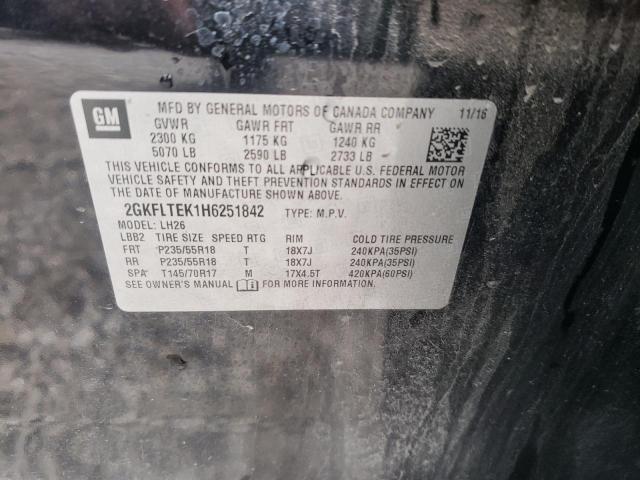 GM
MFD BY GENERAL MOTORS OF CANADA COMPANY 11/16
GVWR GAWR FRT GAWR RR
2300 KG 1175 KG 1240 KG
5070 LB 2590 LB 2733 LB
THIS VEHICLE CONFORMS TO ALL APPLICABLE U.S. FEDERAL MOTOR
VEHICLE SAFETY AND THEFT PREVENTION STANDARDS IN EFFECT ON
THE DATE OF MANUFACTURE SHOWN ABOVE.
2GKFLTEK1H6251842 TYPE: M.P.V.
MODEL: LH26
LBB2 TIRE SIZE SPEED RTG RIM COLD TIRE PRESSURE
FRT P235/55R18 T 18X7J 240KPA(35PSI)
RR P235/55R18 T 18X7J 240KPA(35PSI)
SPA T145/70R17 M 17X4.5T 420KPA(60PSI)
SEE OWNER'S MANUAL FOR MORE INFORMATION.